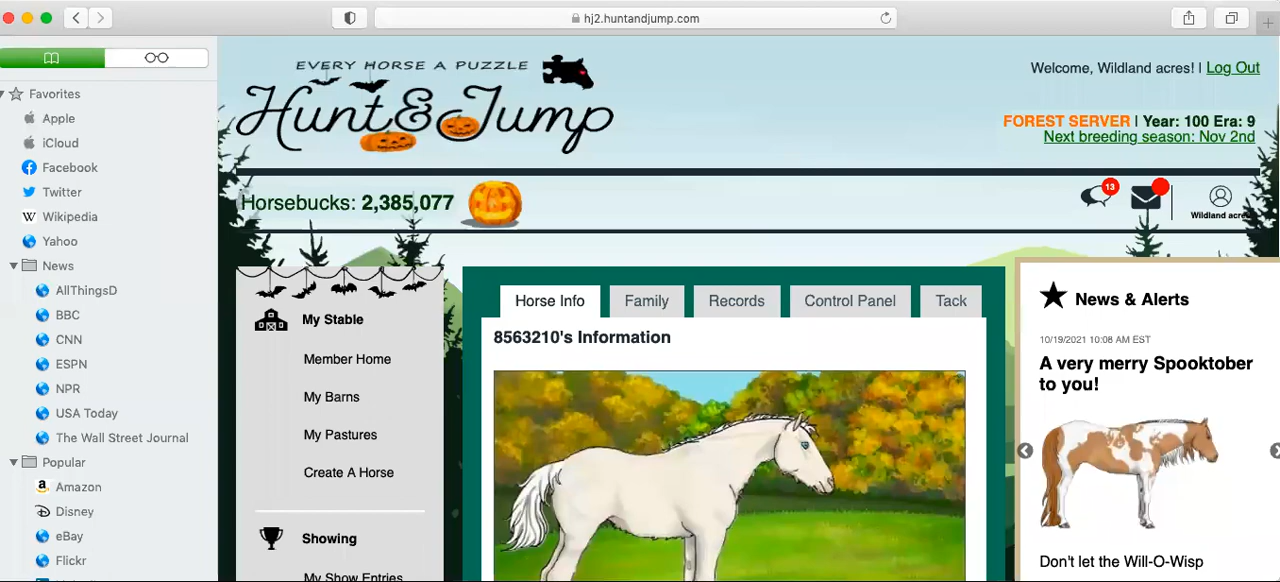 hj2.huntandjump.com
Favorites
Apple
iCloud
Facebook
Twitter
W Wikipedia
Yahoo
News
AllThingsD
BBC
CNN
ESPN
NPR
USA Today
The Wall Street Journal
Popular
a Amazon
Disney
eBay
Flickr
EVERY HORSE A PUZZLE
Hunt&Jump
Welcome, Wildland acres! | Log Out
FOREST SERVER | Year: 100 Era: 9
Next breeding season: Nov 2nd
Horsebucks: 2,385,077
13
Wildland acres
My Stable
Member Home
My Barns
My Pastures
Create A Horse
Showing
My Show Entries
Horse Info Family Records Control Panel Tack
8563210's Information
News & Alerts
10/19/2021 10:08 AM EST
A very merry Spooktober
to you!
Don't let the Will-O-Wisp